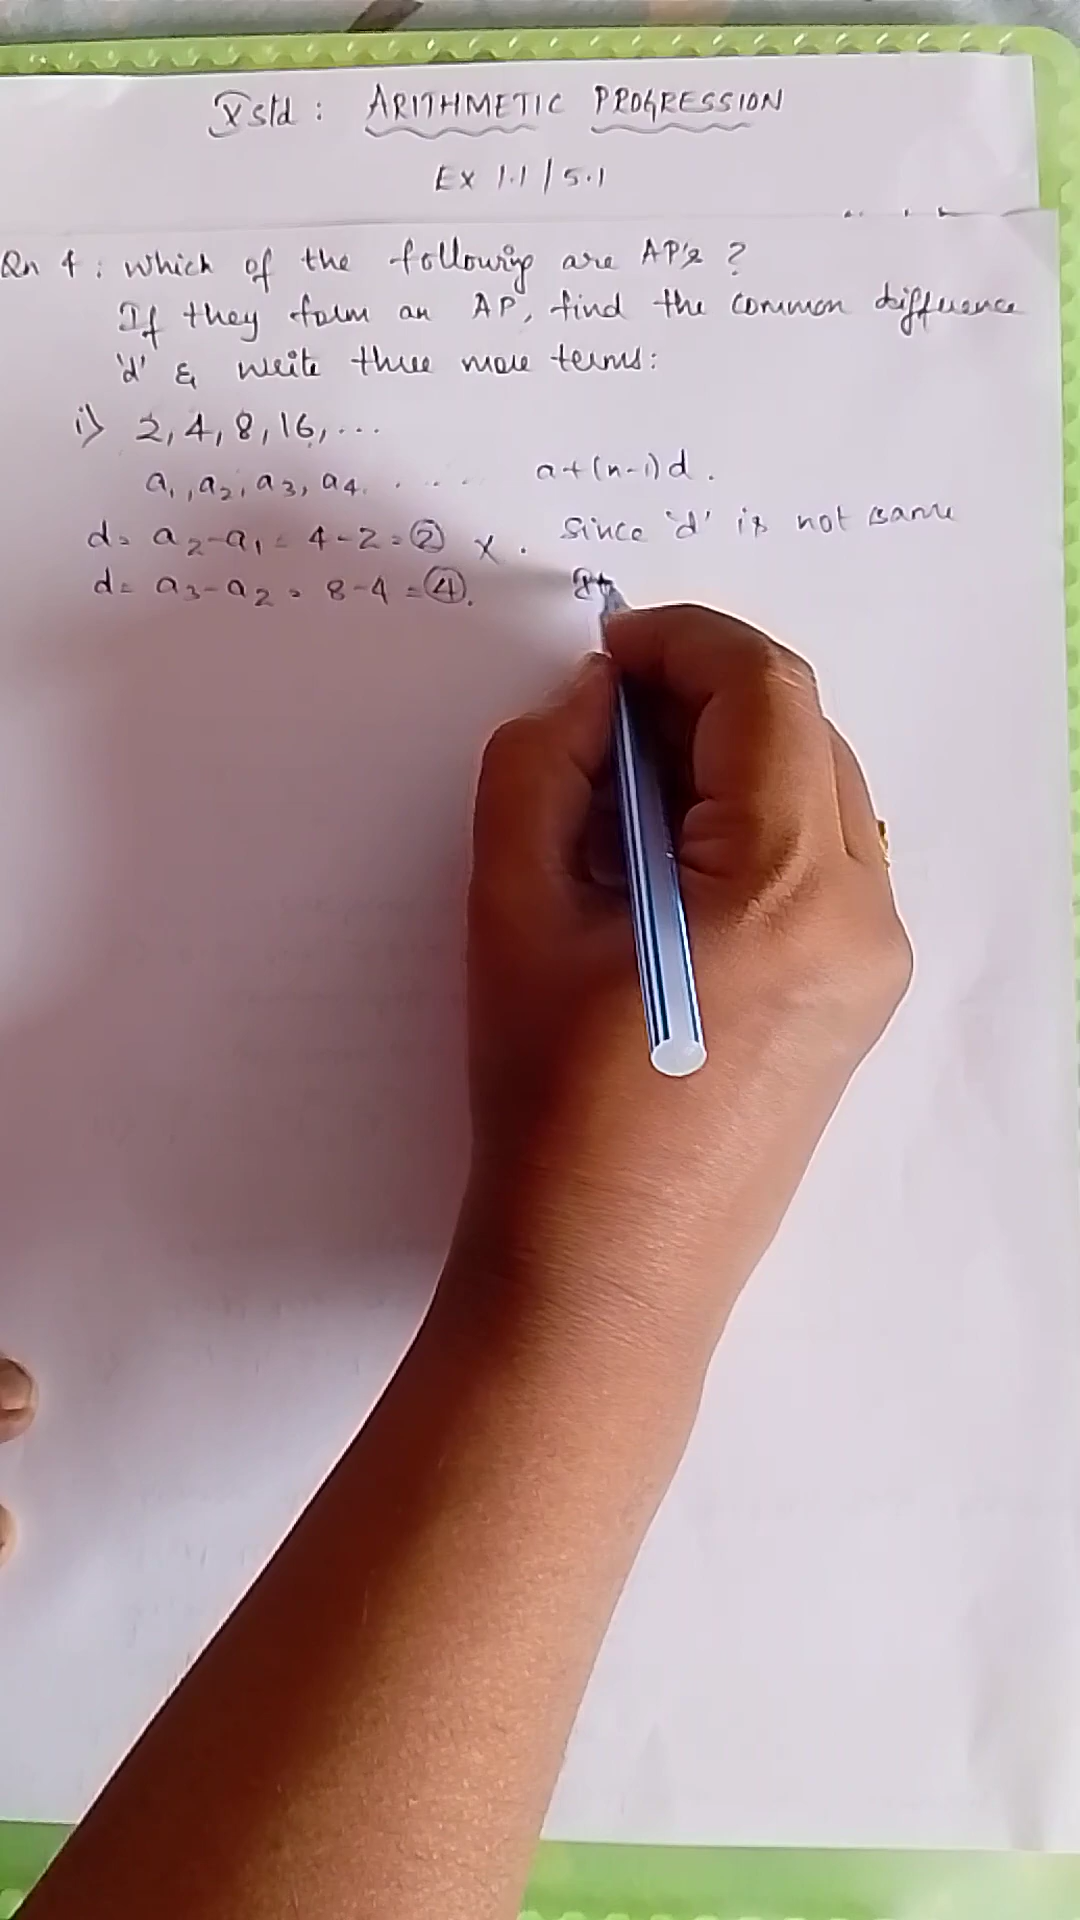 X std : ARITHMETIC PROGRESSION
Ex 1.1 / 5.1
Qn 4 : Which of the following are AP's ?
If they form an AP, find the common difference
'd' & write three more terms:
i) 2, 4, 8, 16, ...
a₁, a₂, a₃, a₄. . . . . . a+(n-1)d.
d = a₂-a₁ = 4-2 = 2 x . Since 'd' is not same
d = a₃-a₂ = 8-4 = 4.